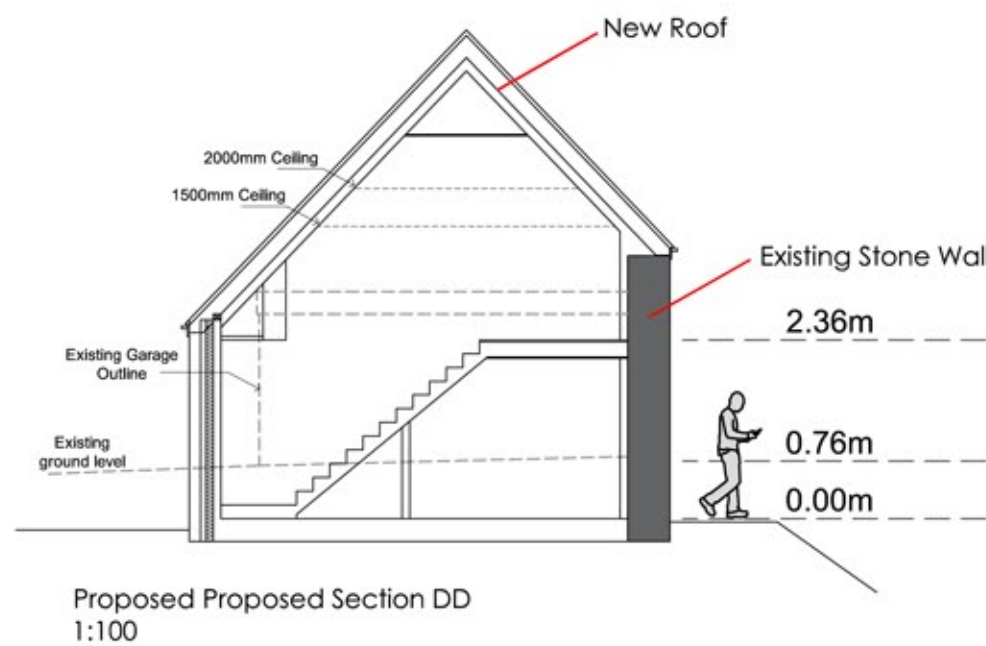 New Roof
2000mm Ceiling
1500mm Ceiling
Existing Stone Wal
2.36m
Existing Garage
Outline
Existing
ground level
0.76m
0.00m
Proposed Proposed Section DD
1:100